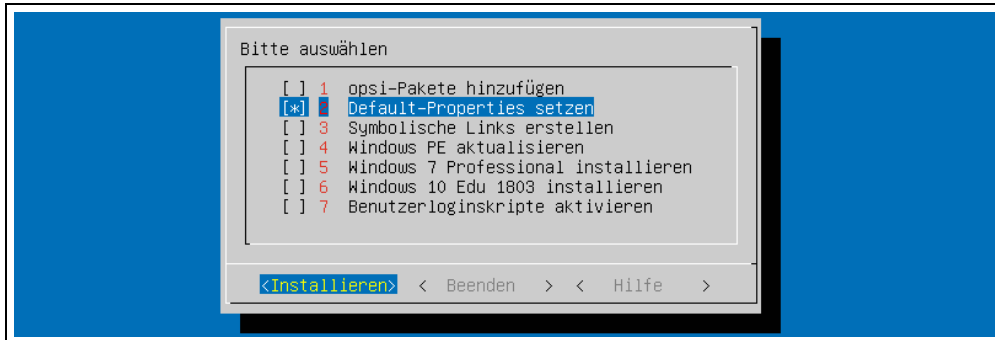 Bitte auswählen
[ ] 1 opsi-Pakete hinzufügen
[*] 2 Default-Properties setzen
[ ] 3 Symbolische Links erstellen
[ ] 4 Windows PE aktualisieren
[ ] 5 Windows 7 Professional installieren
[ ] 6 Windows 10 Edu 1803 installieren
[ ] 7 Benutzerloginskripte aktivieren
<Installieren> < Beenden > < Hilfe >